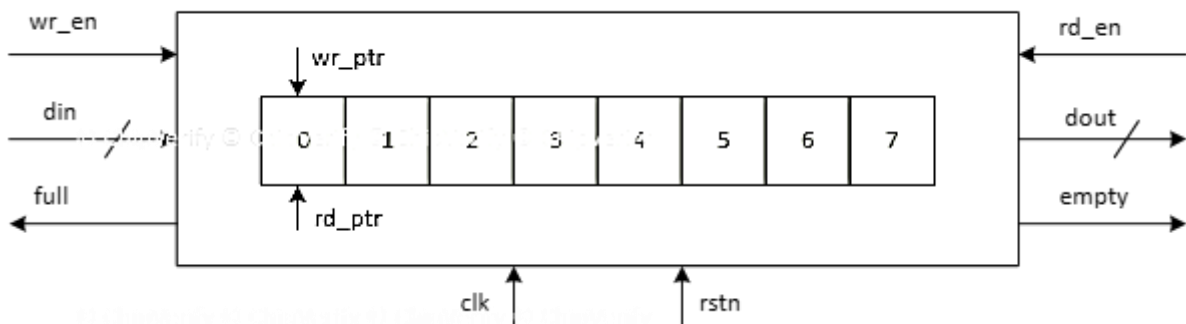 wr_en
rd_en
wr_ptr
din
dout
0 1 2 3 4 5 6 7
full
empty
rd_ptr
clk
rstn